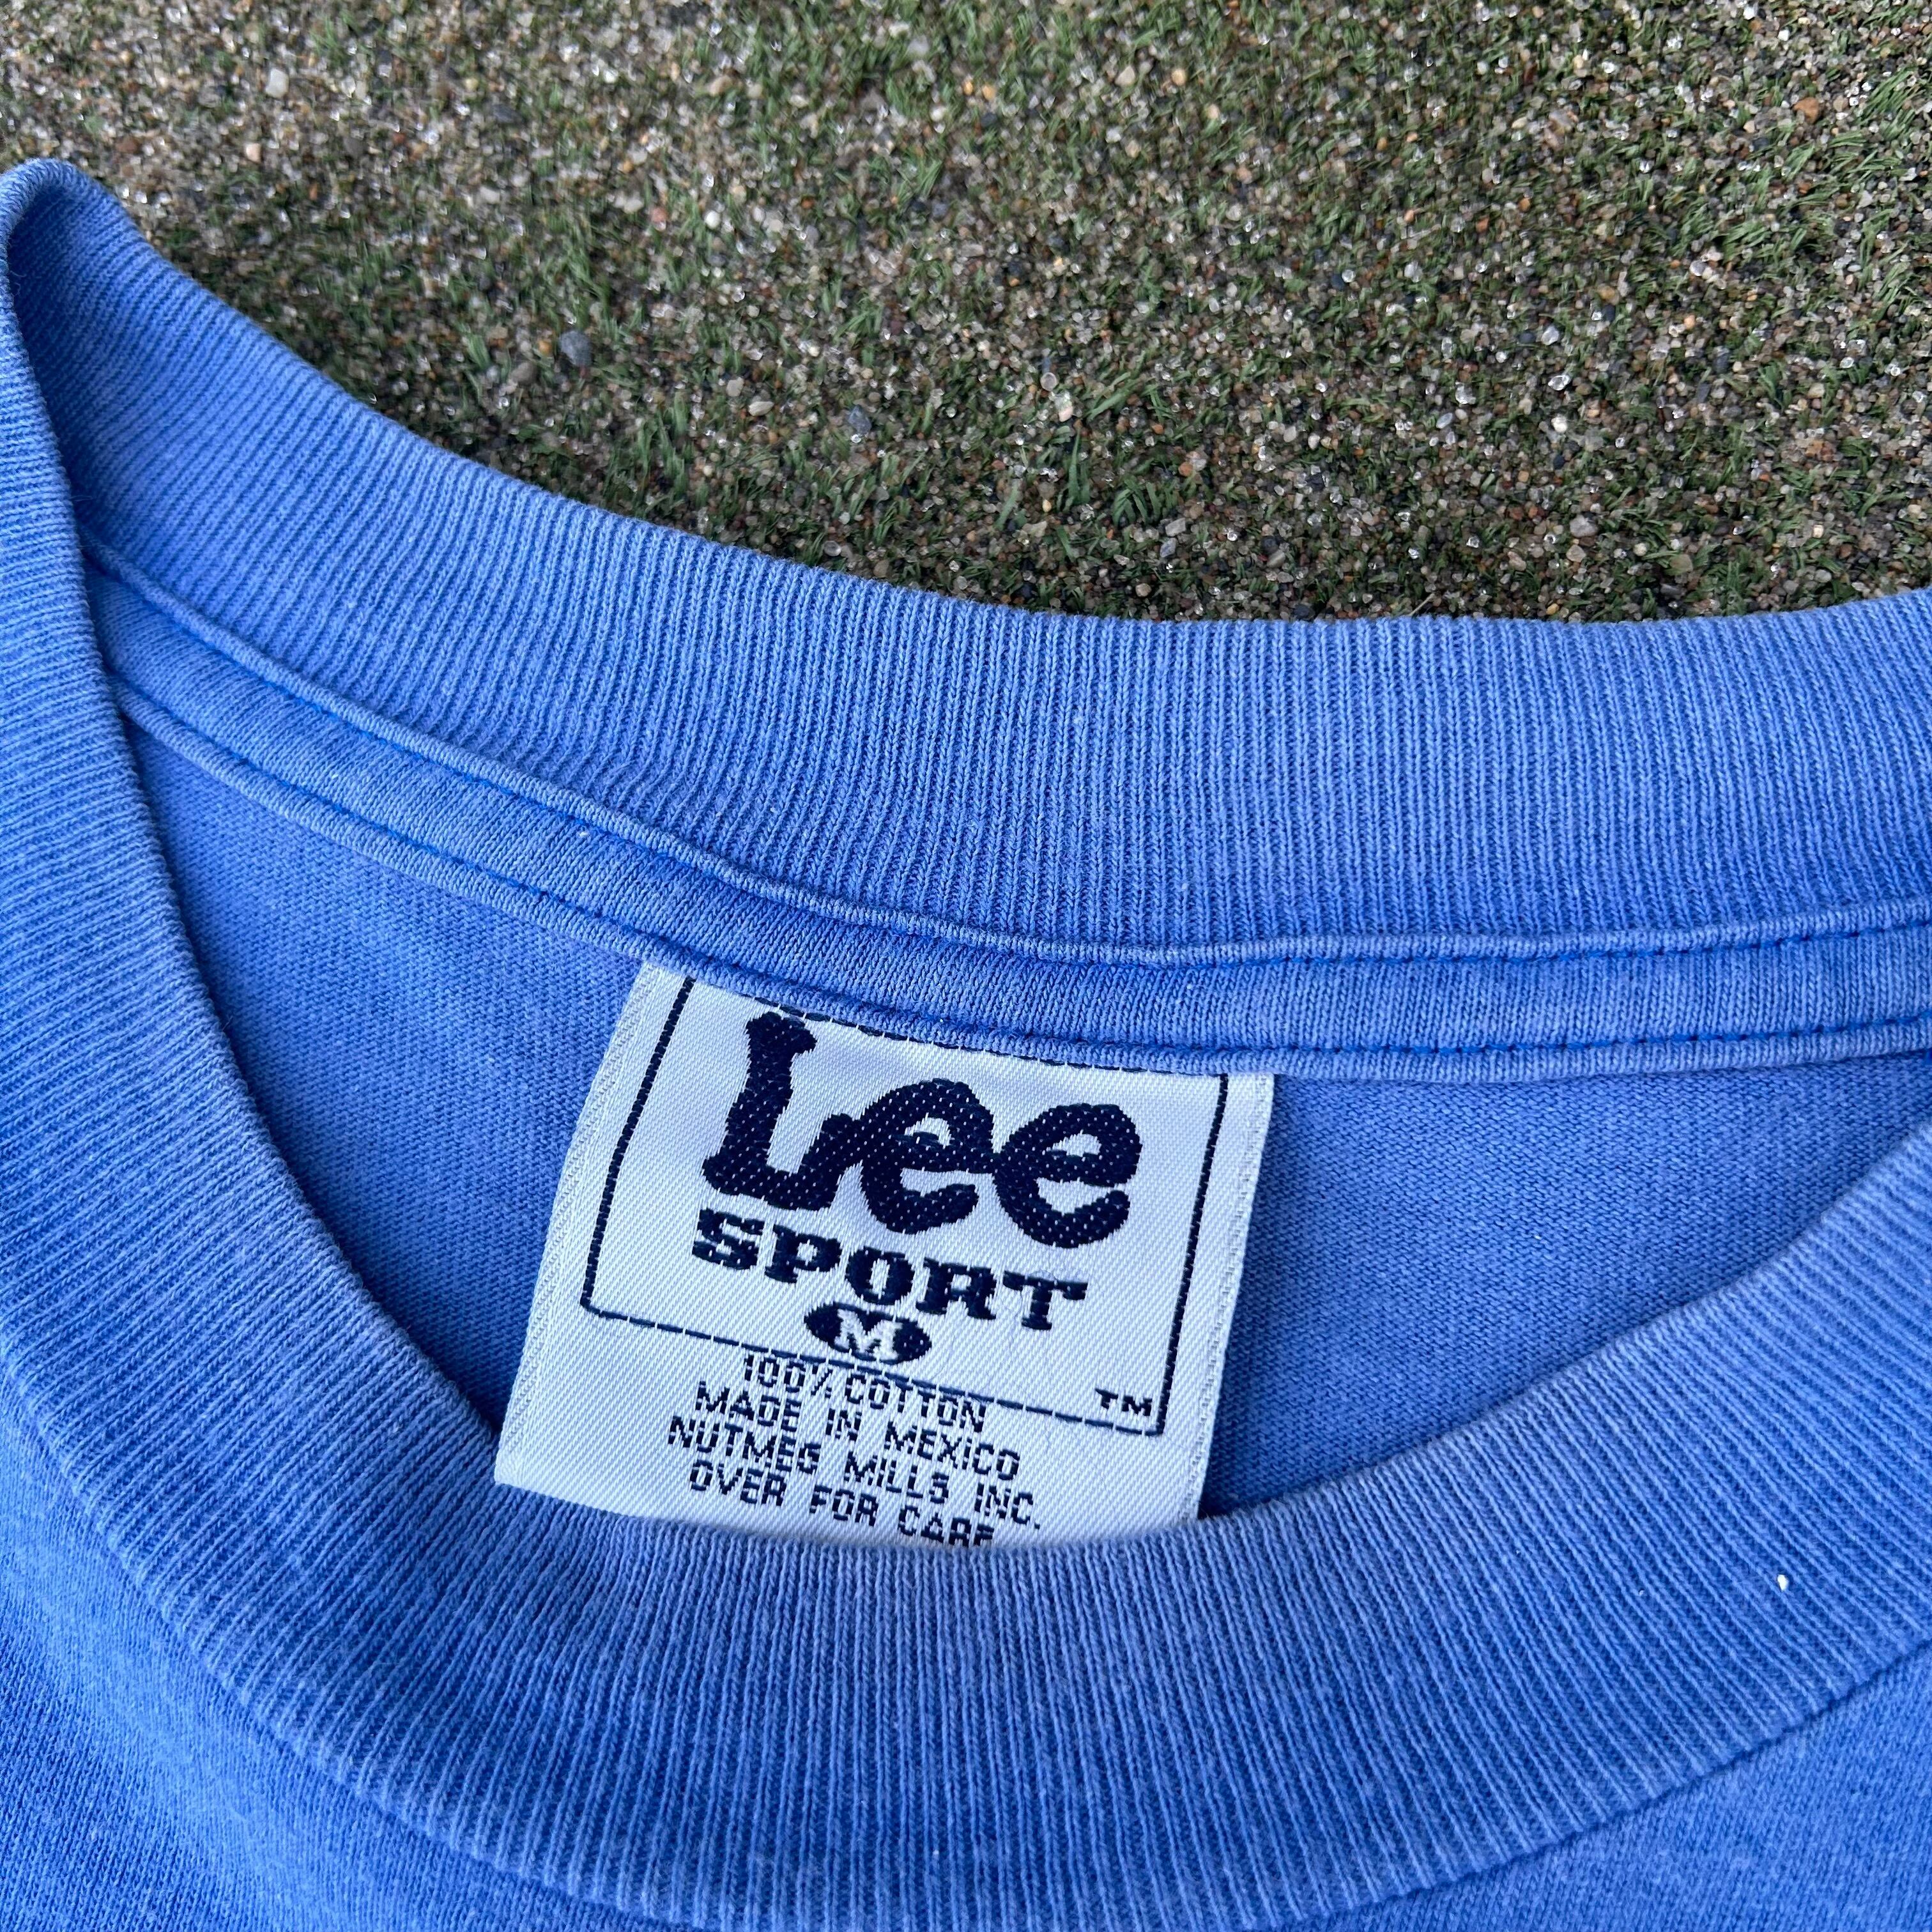 Lee
SPORT
M
TM
100% COTTON
MADE IN MEXICO
NUTMEG MILLS INC.
OVER FOR CARE